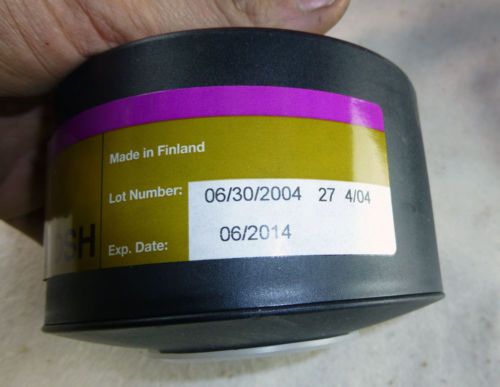 Made in Finland
Lot Number: 06/30/2004 27 4/04
Exp. Date: 06/2014